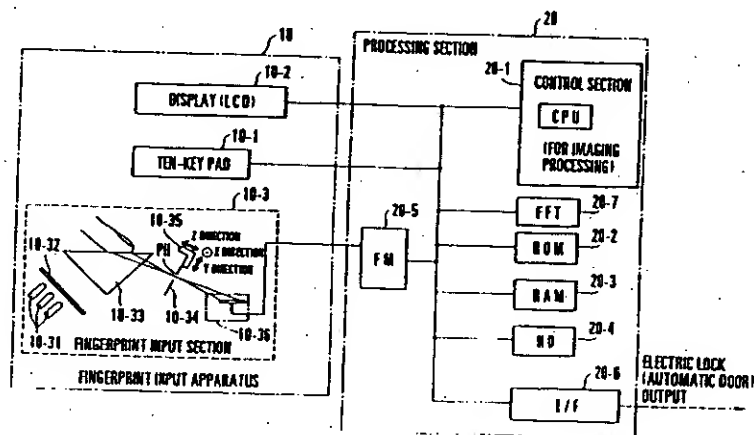 10
10-2
DISPLAY (LCD)
10-1
TEN-KEY PAD
10-3
10-35
10-32
PH
Z DIRECTION
X DIRECTION
Y DIRECTION
10-33
10-34
10-36
10-31
FINGERPRINT INPUT SECTION
FINGERPRINT INPUT APPARATUS
20
PROCESSING SECTION
20-1
CONTROL SECTION
CPU
(FOR IMAGING
PROCESSING)
20-5
FM
20-7
FFT
20-2
ROM
20-3
RAM
20-4
HD
20-6
I/F
ELECTRIC LOCK
(AUTOMATIC DOOR)
OUTPUT